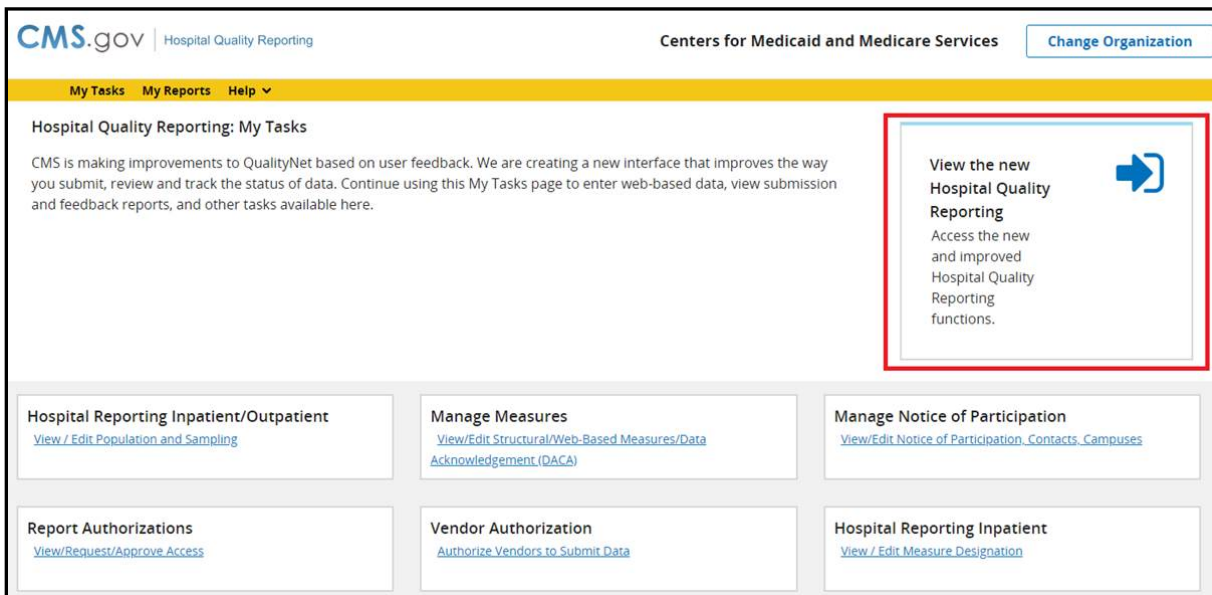 CMS.gov | Hospital Quality Reporting
Centers for Medicaid and Medicare Services
Change Organization
My Tasks My Reports Help
Hospital Quality Reporting: My Tasks
CMS is making improvements to QualityNet based on user feedback. We are creating a new interface that improves the way
you submit, review and track the status of data. Continue using this My Tasks page to enter web-based data, view submission
and feedback reports, and other tasks available here.
View the new
Hospital Quality
Reporting
Access the new
and improved
Hospital Quality
Reporting
functions.
Hospital Reporting Inpatient/Outpatient
View / Edit Population and Sampling
Manage Measures
View/Edit Structural/Web-Based Measures/Data
Acknowledgement (DACA)
Manage Notice of Participation
View/Edit Notice of Participation, Contacts, Campuses
Report Authorizations
View/Request/Approve Access
Vendor Authorization
Authorize Vendors to Submit Data
Hospital Reporting Inpatient
View / Edit Measure Designation